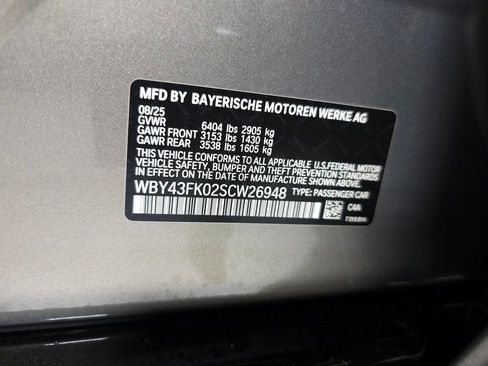 MFD BY BAYERISCHE MOTOREN WERKE AG
08/25
GVWR 6404 lbs 2905 kg
GAWR FRONT 3153 lbs 1430 kg
GAWR REAR 3538 lbs 1605 kg
THIS VEHICLE CONFORMS TO ALL APPLICABLE U.S. FEDERAL MOTOR
VEHICLE SAFETY, BUMPER AND THEFT PREVENTION STANDARDS
IN EFFECT ON THE DATE OF MANUFACTURE SHOWN ABOVE.
WBY43FK02SCW26948 TYPE: PASSENGER CAR
C4A